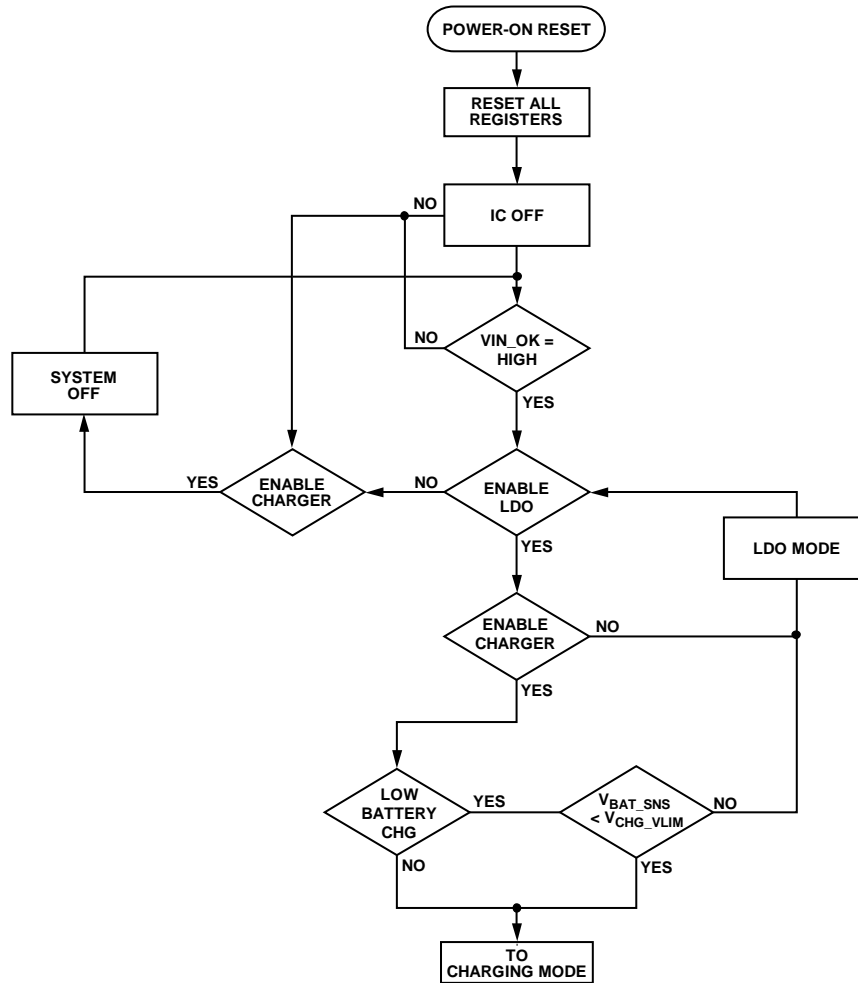 POWER-ON RESET
RESET ALL
REGISTERS
NO
IC OFF
NO
VIN_OK =
HIGH
SYSTEM
OFF
YES
YES
ENABLE
CHARGER
NO
ENABLE
LDO
YES
LDO MODE
ENABLE
CHARGER
NO
YES
LOW
BATTERY
CHG
YES
VBAT_SNS
< VCHG_VLIM
NO
NO
YES
TO
CHARGING MODE